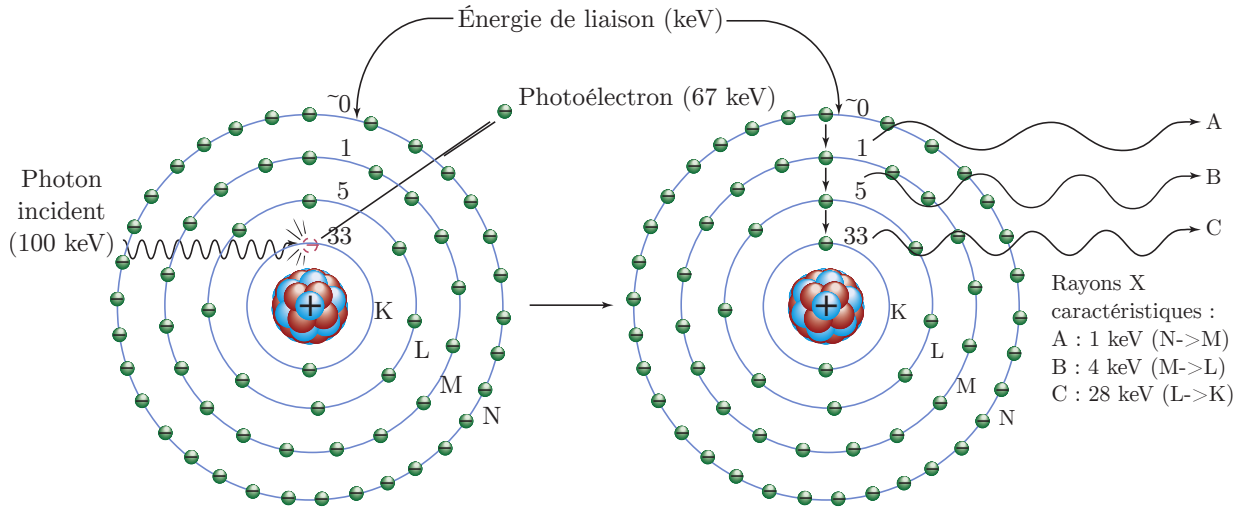 Énergie de liaison (keV)
Photoélectron (67 keV)
Photon
incident
(100 keV)
~0
1
5
33
K
L
M
N
+
~0
1
5
33
K
L
M
N
+
A
B
C
Rayons X
caractéristiques :
A : 1 keV (N->M)
B : 4 keV (M->L)
C : 28 keV (L->K)